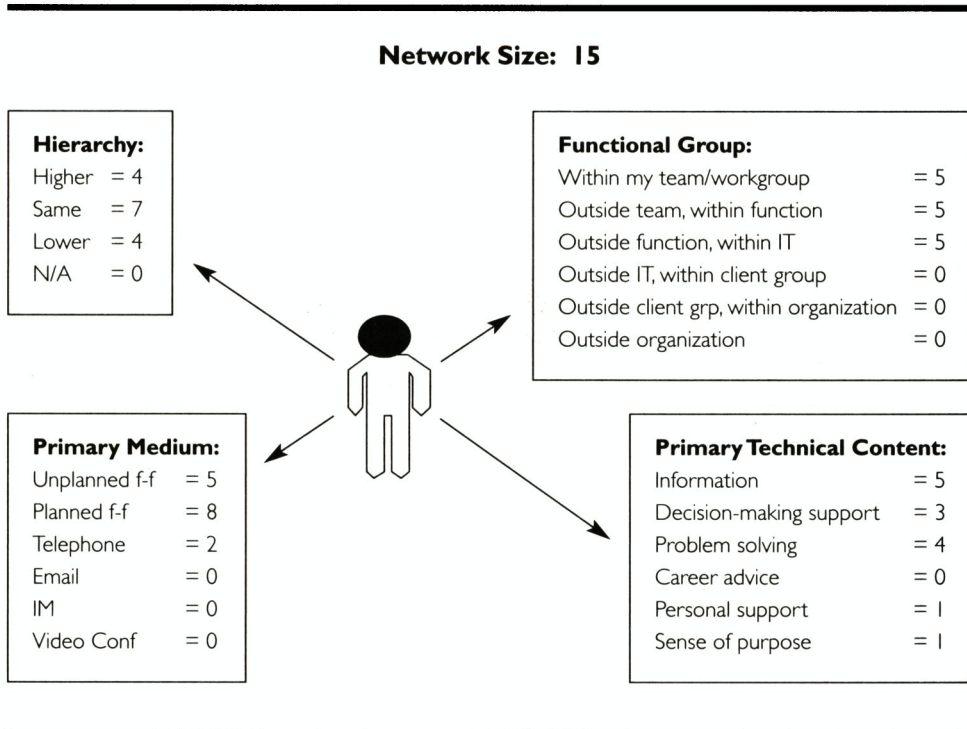 Network Size: 15
Hierarchy:
Higher = 4
Same = 7
Lower = 4
N/A = 0
Functional Group:
Within my team/workgroup = 5
Outside team, within function = 5
Outside function, within IT = 5
Outside IT, within client group = 0
Outside client grp, within organization = 0
Outside organization = 0
Primary Medium:
Unplanned f-f = 5
Planned f-f = 8
Telephone = 2
Email = 0
IM = 0
Video Conf = 0
Primary Technical Content:
Information = 5
Decision-making support = 3
Problem solving = 4
Career advice = 0
Personal support = 1
Sense of purpose = 1